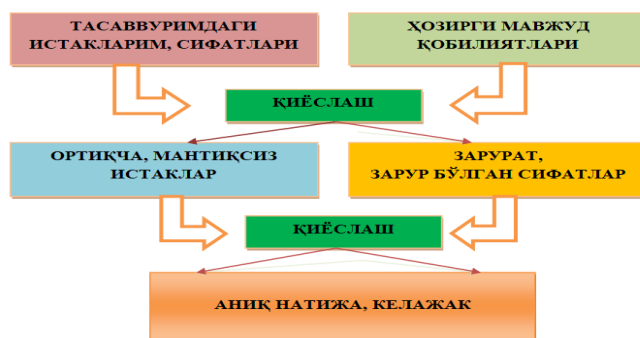 ТАСАВВУРИМДАГИ
ИСТАКЛАРИМ, СИФАТЛАРИ
ҲОЗИРГИ МАВЖУД
ҚОБИЛИЯТЛАРИ
ҚИЁСЛАШ
ОРТИҚЧА, МАНТИҚСИЗ
ИСТАКЛАР
ЗАРУРАТ,
ЗАРУР БЎЛГАН СИФАТЛАР
ҚИЁСЛАШ
АНИҚ НАТИЖА, КЕЛАЖАК